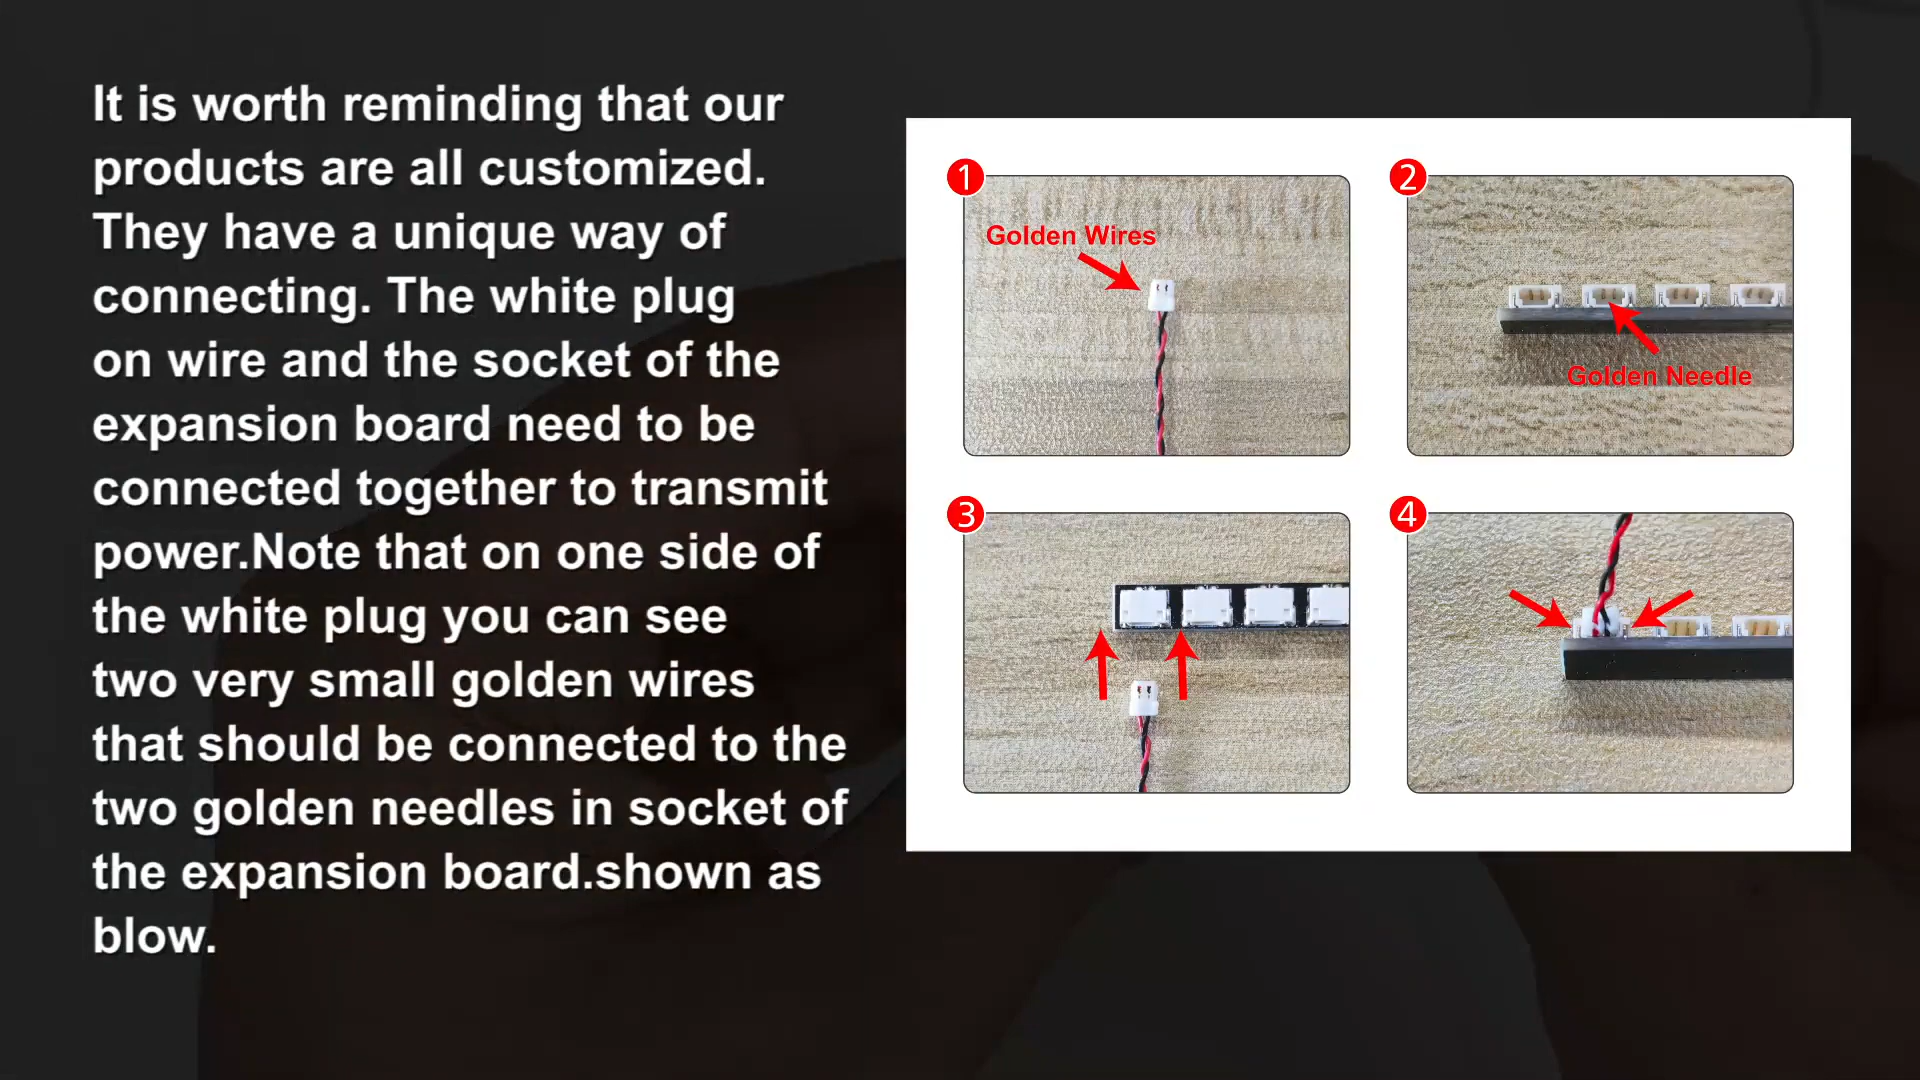 It is worth reminding that our
products are all customized.
They have a unique way of
connecting. The white plug
on wire and the socket of the
expansion board need to be
connected together to transmit
power.Note that on one side of
the white plug you can see
two very small golden wires
that should be connected to the
two golden needles in socket of
the expansion board.shown as
blow.
1
Golden Wires
2
Golden Needle
3
4